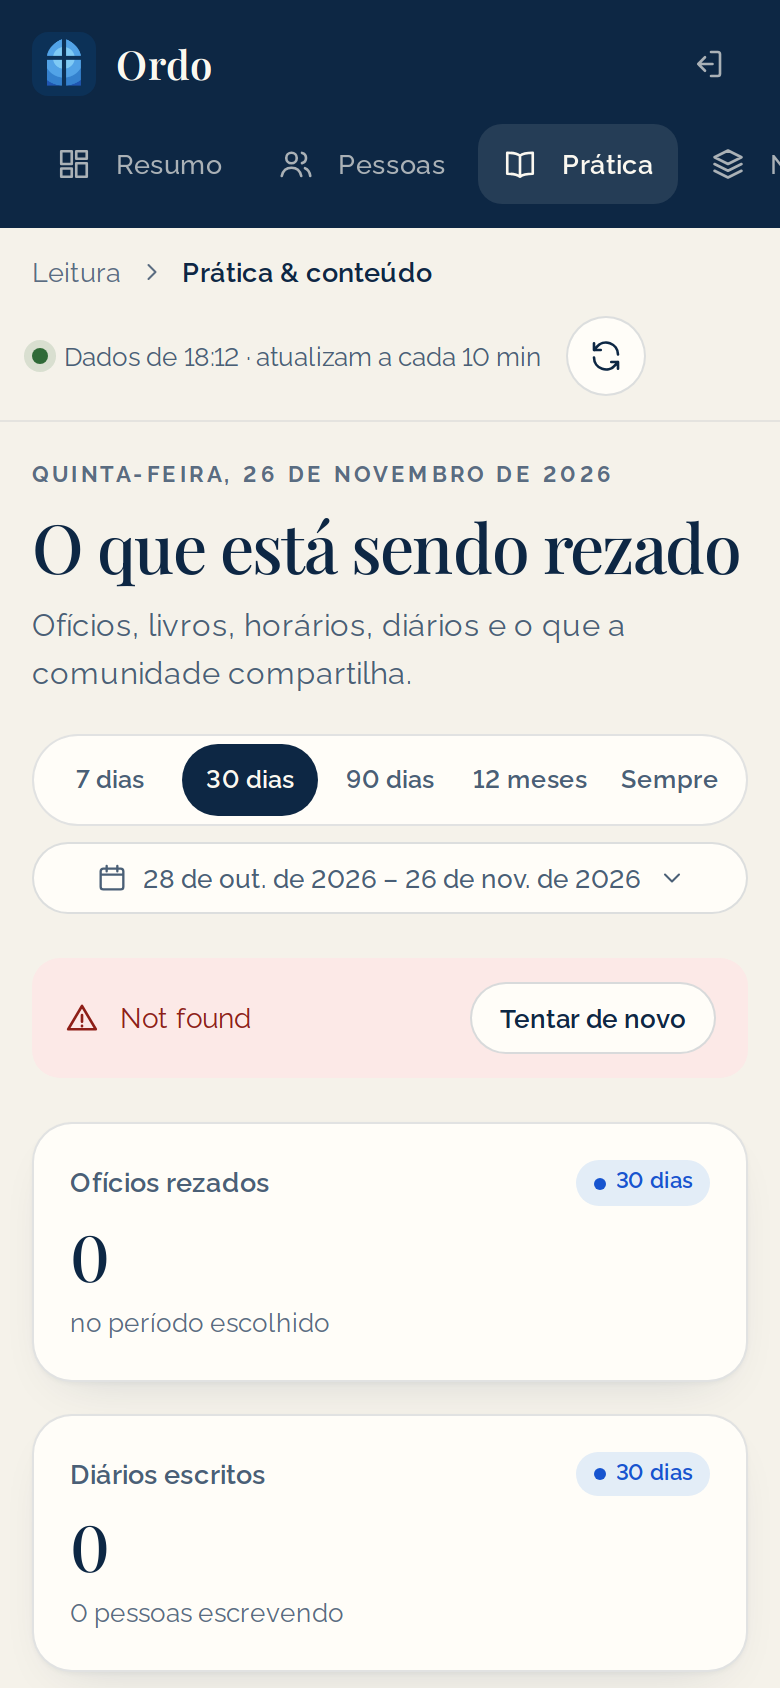 Ordo
Resumo Pessoas Prática
Leitura Prática & conteúdo
Dados de 18:12 · atualizam a cada 10 min
QUINTA-FEIRA, 26 DE NOVEMBRO DE 2026
O que está sendo rezado
Ofícios, livros, horários, diários e o que a
comunidade compartilha.
7 dias 30 dias 90 dias 12 meses Sempre
28 de out. de 2026 – 26 de nov. de 2026
Not found Tentar de novo
Ofícios rezados 30 dias
0
no período escolhido
Diários escritos 30 dias
0
0 pessoas escrevendo